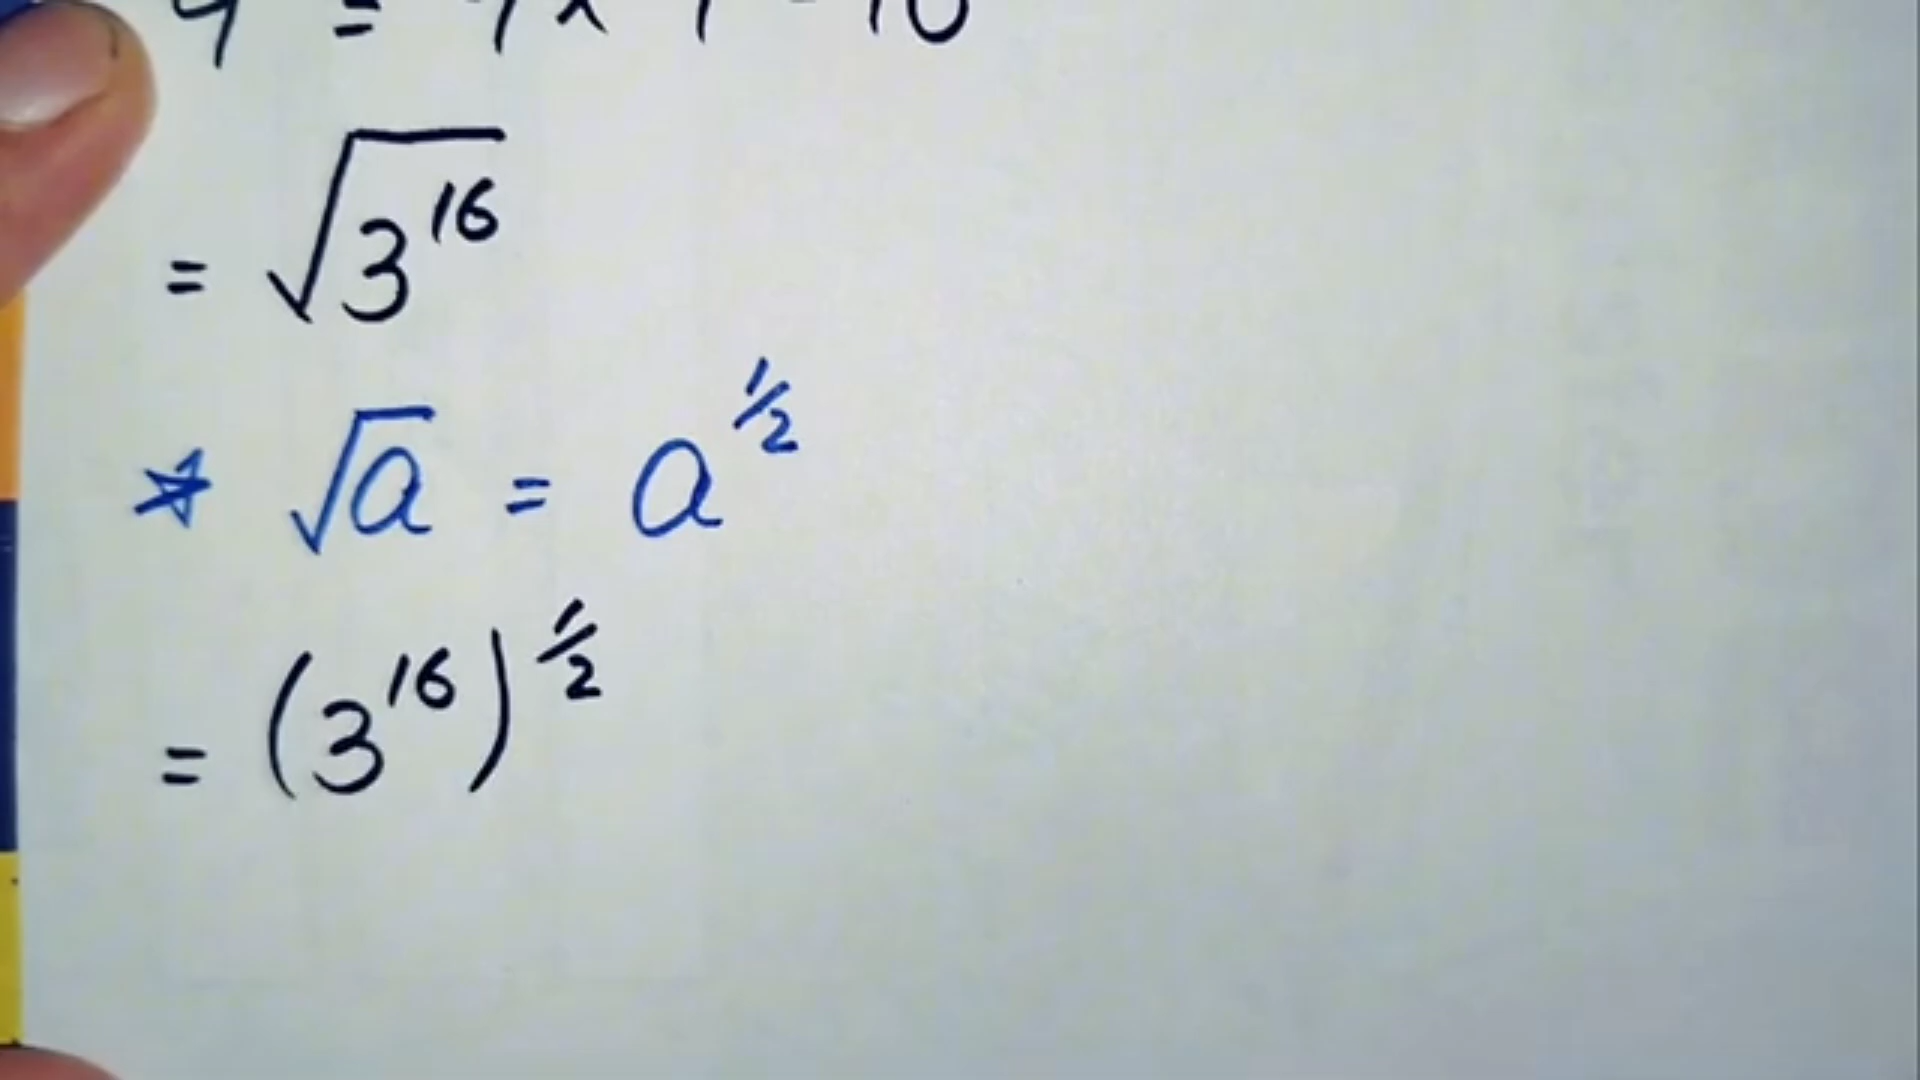 = √3¹⁶
* √a = a^½
= (3¹⁶)^½